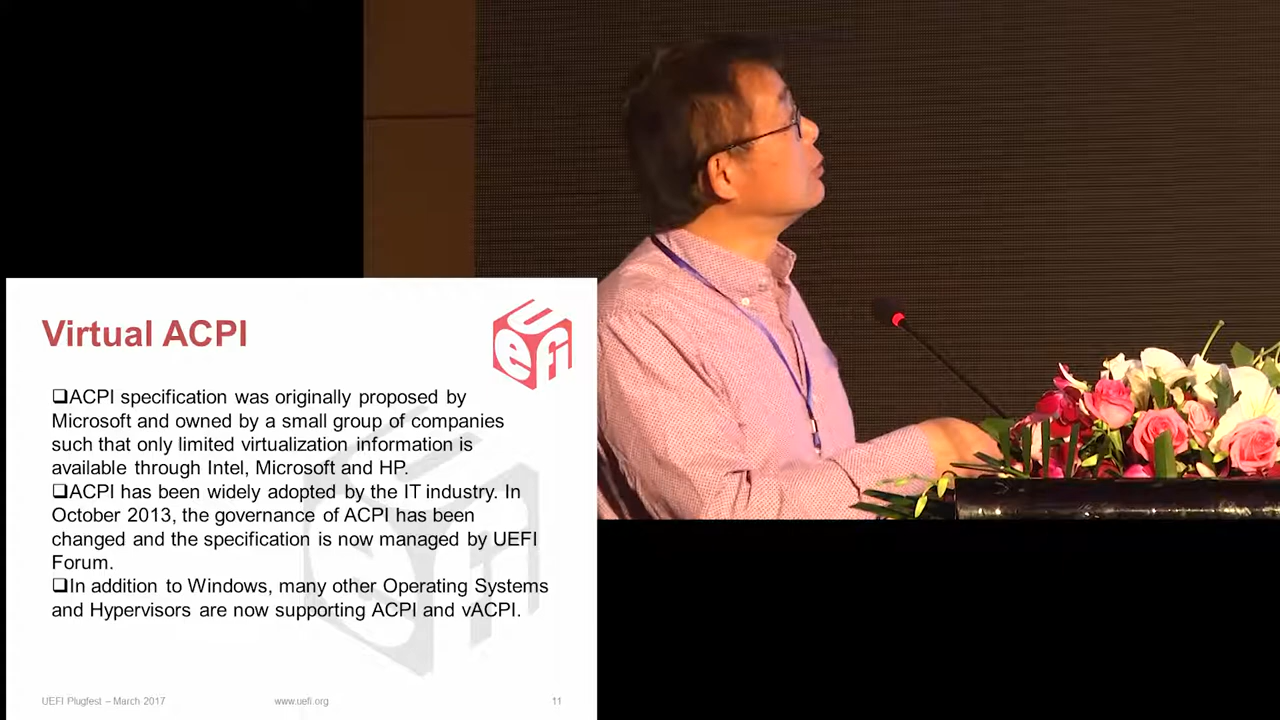 Virtual ACPI
UEFI
❑ACPI specification was originally proposed by
Microsoft and owned by a small group of companies
such that only limited virtualization information is
available through Intel, Microsoft and HP.
❑ACPI has been widely adopted by the IT industry. In
October 2013, the governance of ACPI has been
changed and the specification is now managed by UEFI
Forum.
❑In addition to Windows, many other Operating Systems
and Hypervisors are now supporting ACPI and vACPI.
UEFI Plugfest – March 2017
www.uefi.org
11